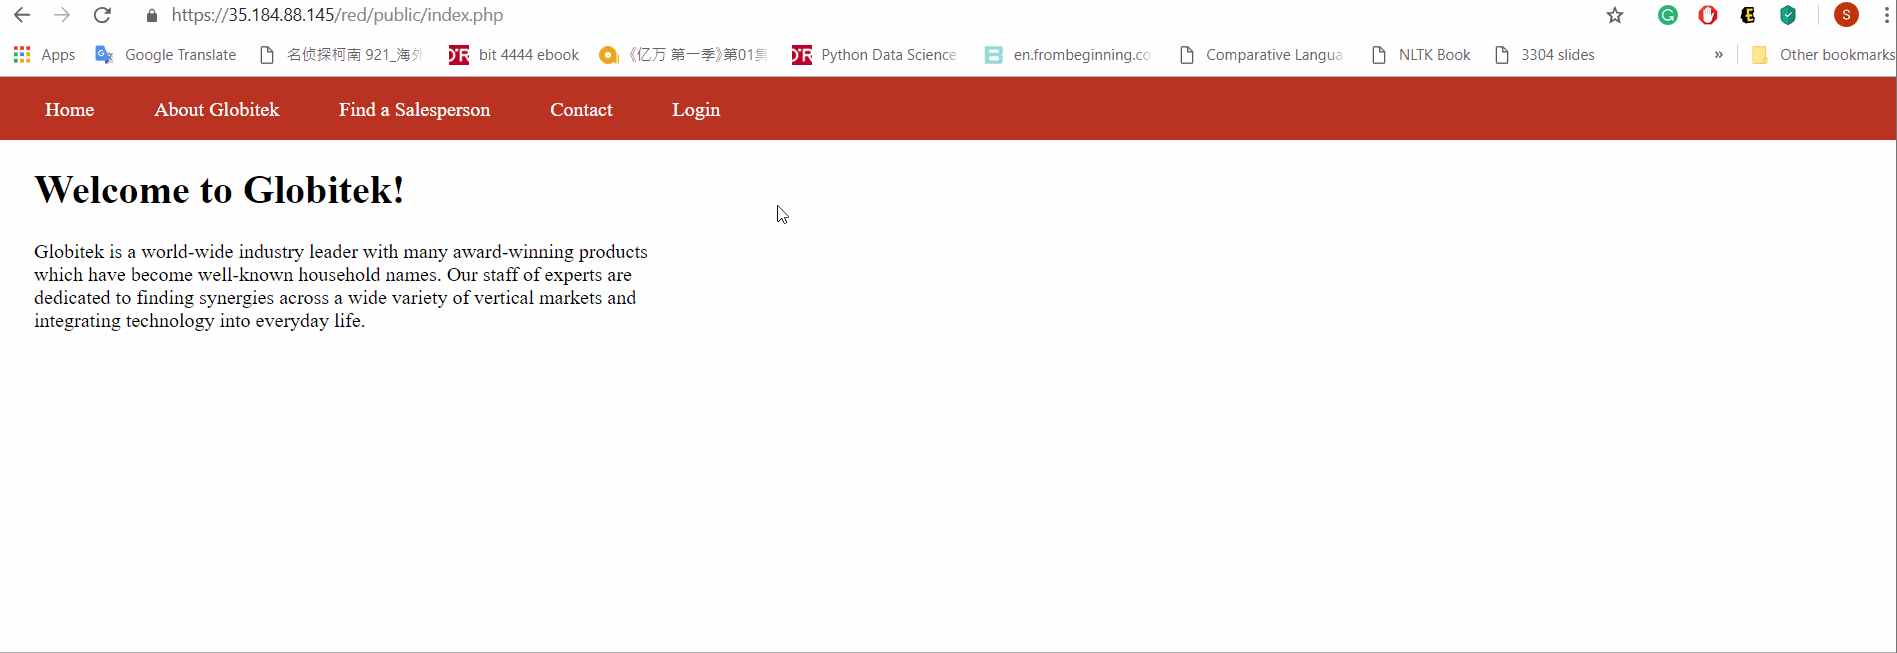 https://35.184.88.145/red/public/index.php
S
Apps Google Translate 名侦探柯南 921_海外 bit 4444 ebook 《亿万 第一季》第01集 Python Data Science en.frombeginning.co Comparative Langua NLTK Book 3304 slides » Other bookmarks
Home About Globitek Find a Salesperson Contact Login
Welcome to Globitek!
Globitek is a world-wide industry leader with many award-winning products
which have become well-known household names. Our staff of experts are
dedicated to finding synergies across a wide variety of vertical markets and
integrating technology into everyday life.